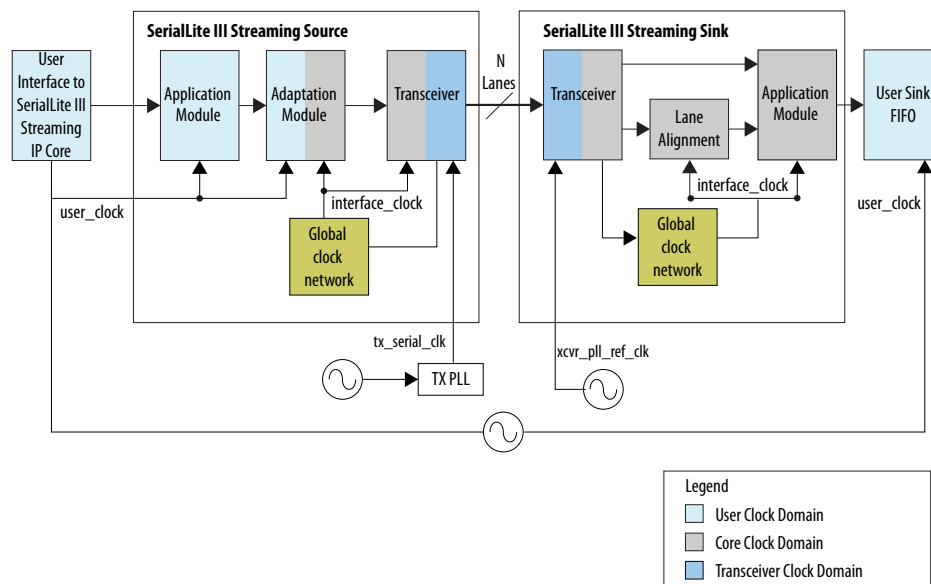 SerialLite III Streaming Source
SerialLite III Streaming Sink
User
Interface to
SerialLite III
Streaming
IP Core
Application
Module
Adaptation
Module
Transceiver
N
Lanes
Transceiver
Lane
Alignment
Application
Module
User Sink
FIFO
user_clock
interface_clock
Global
clock
network
interface_clock
Global
clock
network
user_clock
tx_serial_clk
TX PLL
xcvr_pll_ref_clk
Legend
User Clock Domain
Core Clock Domain
Transceiver Clock Domain